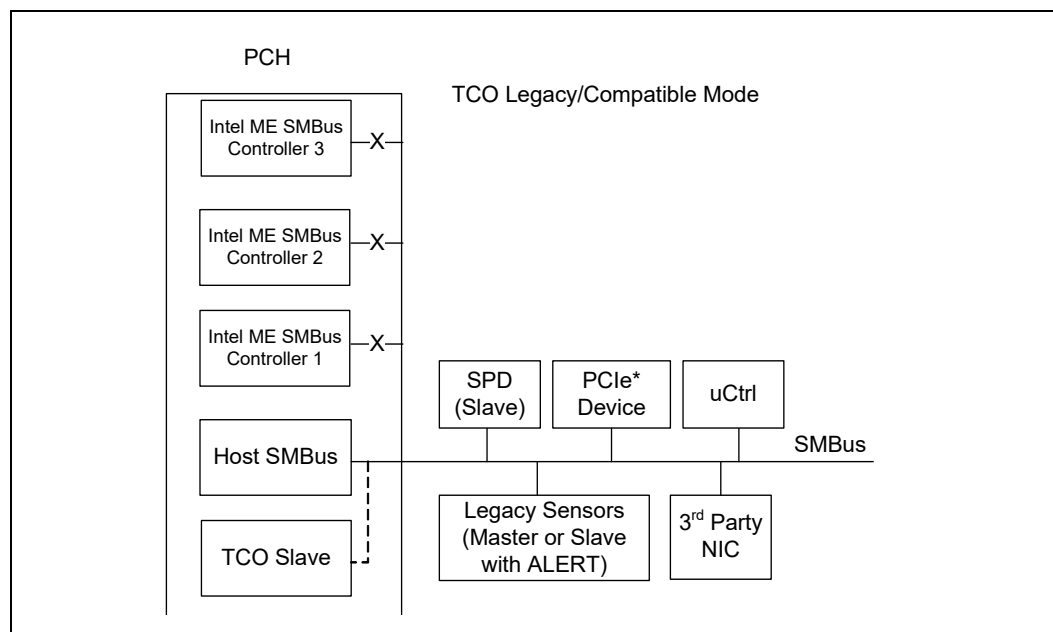 PCH
TCO Legacy/Compatible Mode
Intel ME SMBus
Controller 3
X
Intel ME SMBus
Controller 2
X
Intel ME SMBus
Controller 1
X
SPD
(Slave)
PCIe*
Device
uCtrl
Host SMBus
SMBus
TCO Slave
Legacy Sensors
(Master or Slave
with ALERT)
3rd Party
NIC